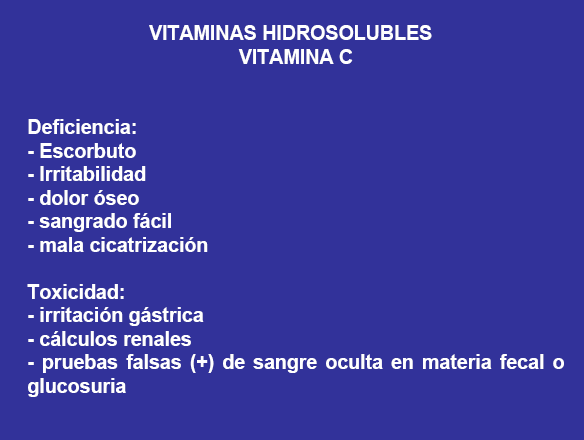 VITAMINAS HIDROSOLUBLES
VITAMINA C
Deficiencia:
- Escorbuto
- Irritabilidad
- dolor óseo
- sangrado fácil
- mala cicatrización
Toxicidad:
- irritación gástrica
- cálculos renales
- pruebas falsas (+) de sangre oculta en materia fecal o
glucosuria